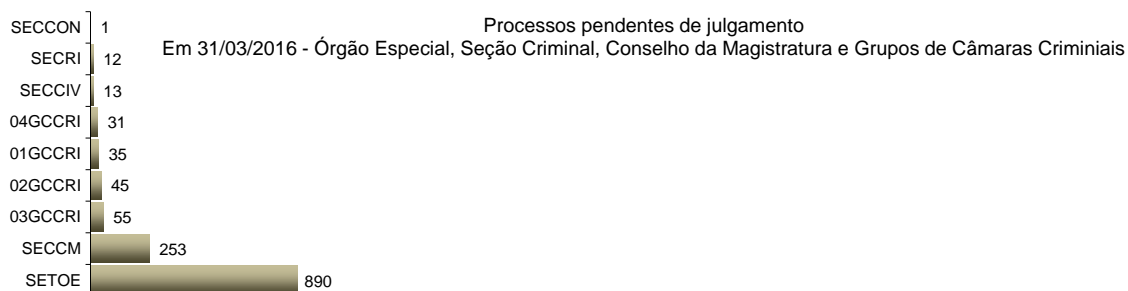 Processos pendentes de julgamento
Em 31/03/2016 - Órgão Especial, Seção Criminal, Conselho da Magistratura e Grupos de Câmaras Criminiais
SECCON 1
SECRI 12
SECCIV 13
04GCCRI 31
01GCCRI 35
02GCCRI 45
03GCCRI 55
SECCM 253
SETOE 890